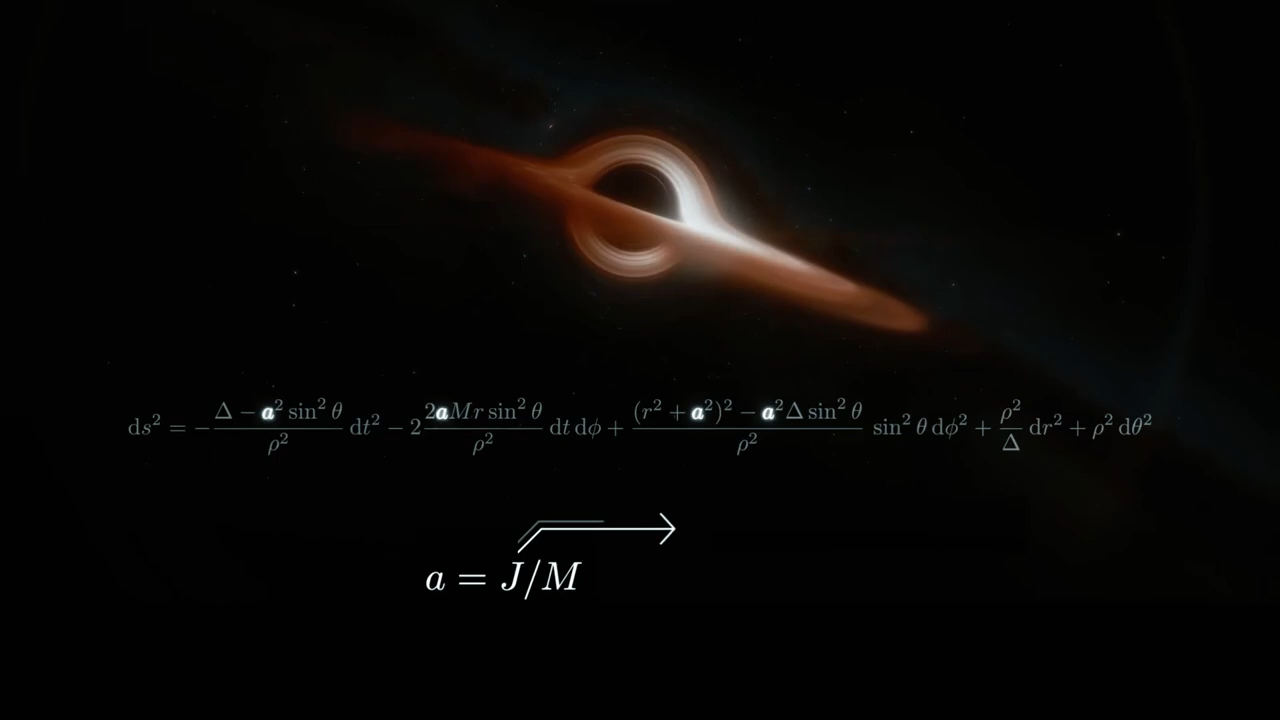 ds² = −(Δ − a² sin² θ)/ρ² dt² − 2 (2aMr sin² θ)/ρ² dt dϕ + ((r² + a²)² − a²Δ sin² θ)/ρ² sin² θ dϕ² + ρ²/Δ dr² + ρ² dθ²
a = J/M